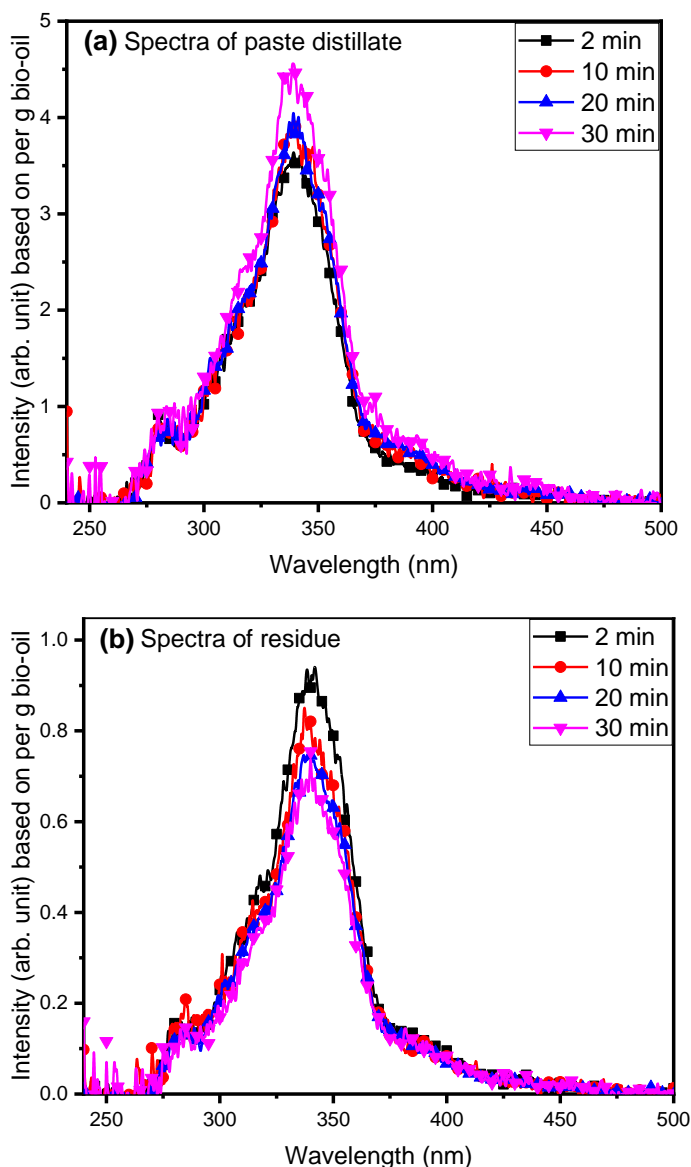 (a) Spectra of paste distillate
2 min
10 min
20 min
30 min
5
4
3
2
1
0
Intensity (arb. unit) based on per g bio-oil
250 300 350 400 450 500
Wavelength (nm)
(b) Spectra of residue
2 min
10 min
20 min
30 min
1.0
0.8
0.6
0.4
0.2
0.0
Intensity (arb. unit) based on per g bio-oil
250 300 350 400 450 500
Wavelength (nm)